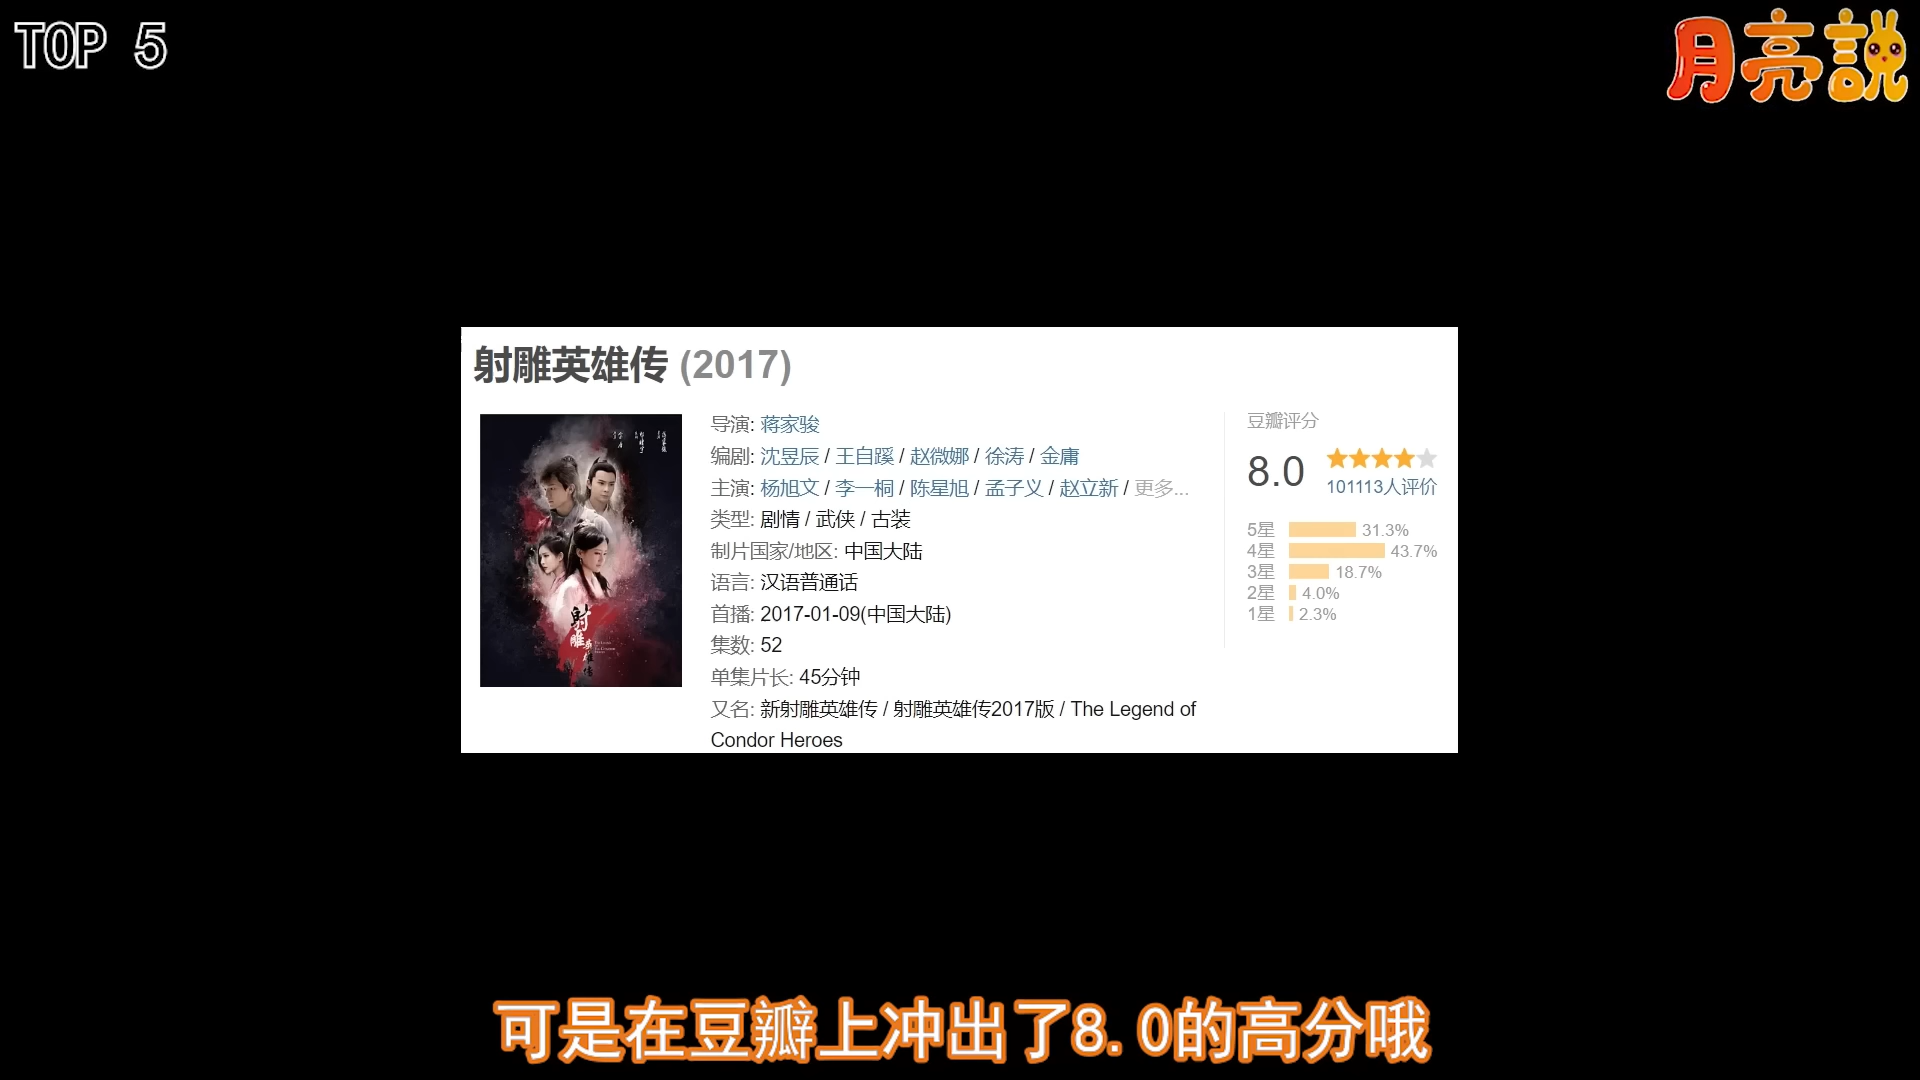 TOP 5
月亮説
射雕英雄传 (2017)
导演: 蒋家骏
编剧: 沈昱辰 / 王自蹊 / 赵微娜 / 徐涛 / 金庸
主演: 杨旭文 / 李一桐 / 陈星旭 / 孟子义 / 赵立新 / 更多...
类型: 剧情 / 武侠 / 古装
制片国家/地区: 中国大陆
语言: 汉语普通话
首播: 2017-01-09(中国大陆)
集数: 52
单集片长: 45分钟
又名: 新射雕英雄传 / 射雕英雄传2017版 / The Legend of
Condor Heroes
豆瓣评分
8.0
101113人评价
5星 31.3%
4星 43.7%
3星 18.7%
2星 4.0%
1星 2.3%
射雕英雄传
可是在豆瓣上冲出了8.0的高分哦